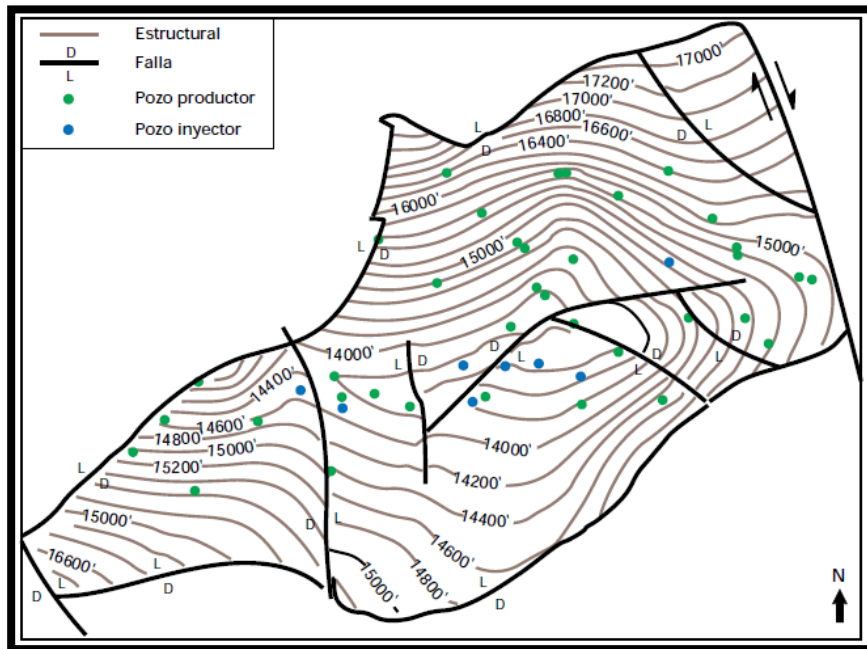 Estructural
D
Falla
L
Pozo productor
Pozo inyector
17000'
17200'
17000'
16800'
16600'
16400'
L
D
D
L
16000'
L
D
15000'
15000'
14000'
L
D
D
L
D
L
D
L
14400'
14600'
14800'
15000'
15200'
L
D
14000'
14200'
14400'
14600'
14800'
15000'
15000'
16600'
D
L
L
D
L
D
D
L
D
N